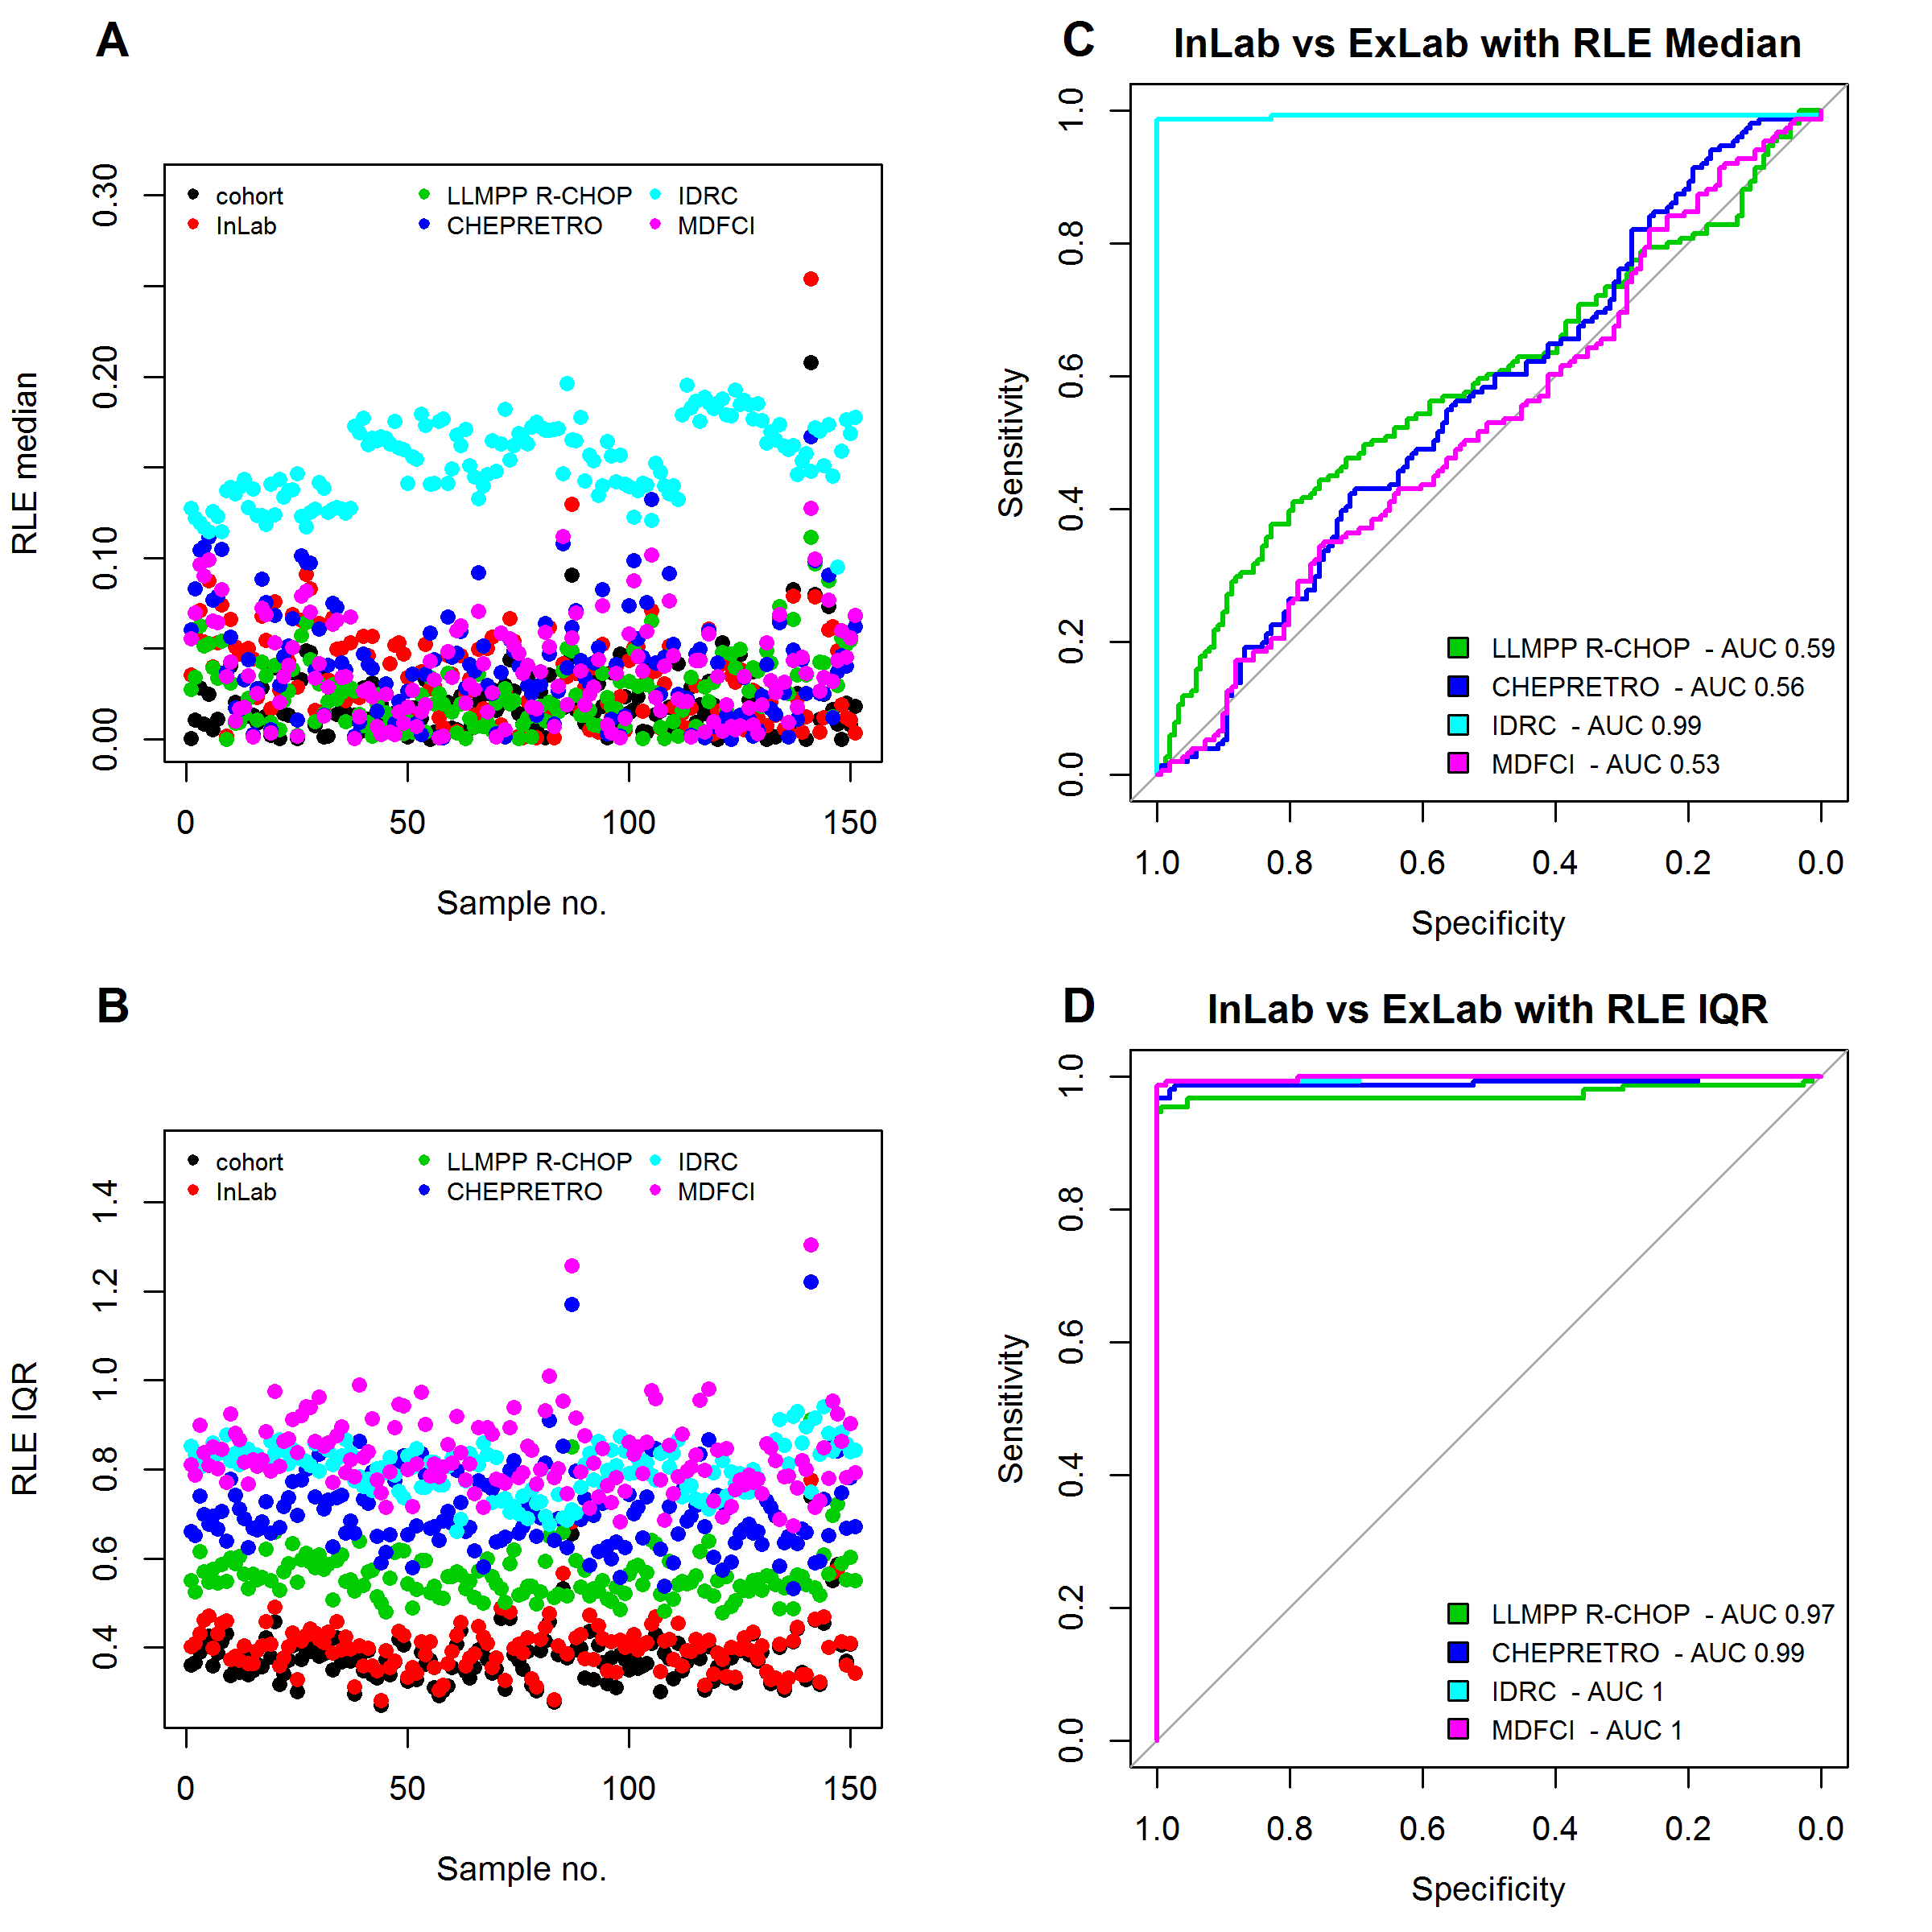 A
RLE median
0.30
0.20
0.10
0.00
cohort
InLab
LLMPP R-CHOP
CHEPRETRO
IDRC
MDFCI
0
50
100
150
Sample no.
C
InLab vs ExLab with RLE Median
Sensitivity
1.0
0.8
0.6
0.4
0.2
0.0
LLMPP R-CHOP - AUC 0.59
CHEPRETRO - AUC 0.56
IDRC - AUC 0.99
MDFCI - AUC 0.53
1.0
0.8
0.6
0.4
0.2
0.0
Specificity
B
RLE IQR
1.4
1.2
1.0
0.8
0.6
0.4
cohort
InLab
LLMPP R-CHOP
CHEPRETRO
IDRC
MDFCI
0
50
100
150
Sample no.
D
InLab vs ExLab with RLE IQR
Sensitivity
1.0
0.8
0.6
0.4
0.2
0.0
LLMPP R-CHOP - AUC 0.97
CHEPRETRO - AUC 0.99
IDRC - AUC 1
MDFCI - AUC 1
1.0
0.8
0.6
0.4
0.2
0.0
Specificity